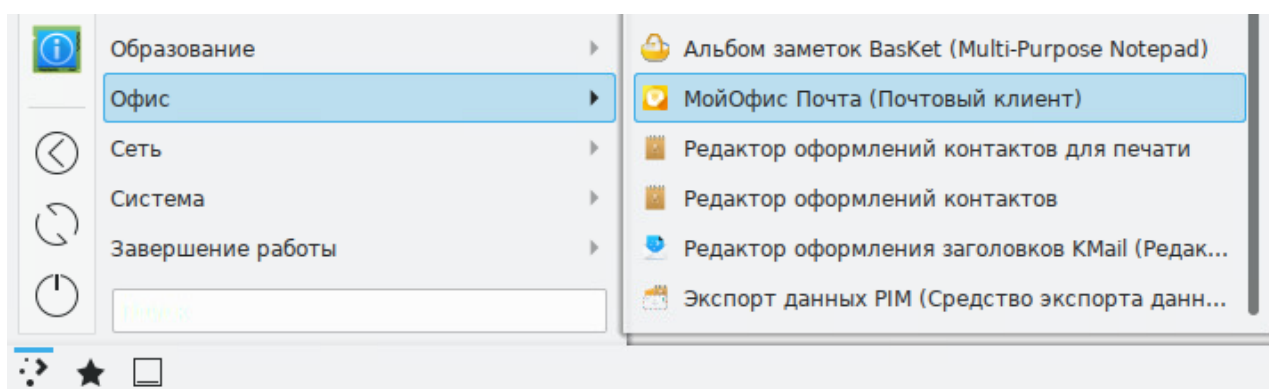 Образование
Офис
Сеть
Система
Завершение работы
Альбом заметок BasKet (Multi-Purpose Notepad)
МойОфис Почта (Почтовый клиент)
Редактор оформлений контактов для печати
Редактор оформлений контактов
Редактор оформления заголовков KMail (Редак...
Экспорт данных PIM (Средство экспорта данн...